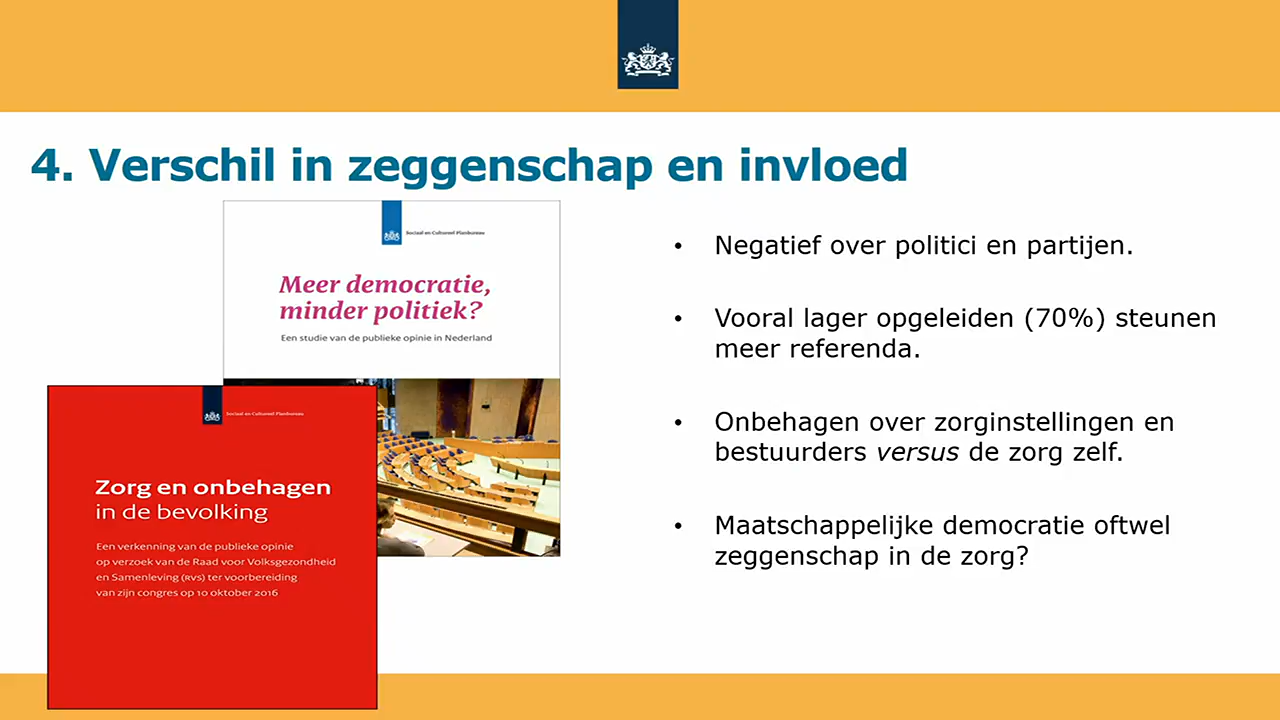 4. Verschil in zeggenschap en invloed
Sociaal en Cultureel Planbureau
Meer democratie,
minder politiek?
Een studie van de publieke opinie in Nederland
Sociaal en Cultureel Planbureau
Zorg en onbehagen
in de bevolking
Een verkenning van de publieke opinie
op verzoek van de Raad voor Volksgezondheid
en Samenleving (RVS) ter voorbereiding
van zijn congres op 10 oktober 2016
• Negatief over politici en partijen.
• Vooral lager opgeleiden (70%) steunen
meer referenda.
• Onbehagen over zorginstellingen en
bestuurders versus de zorg zelf.
• Maatschappelijke democratie oftwel
zeggenschap in de zorg?